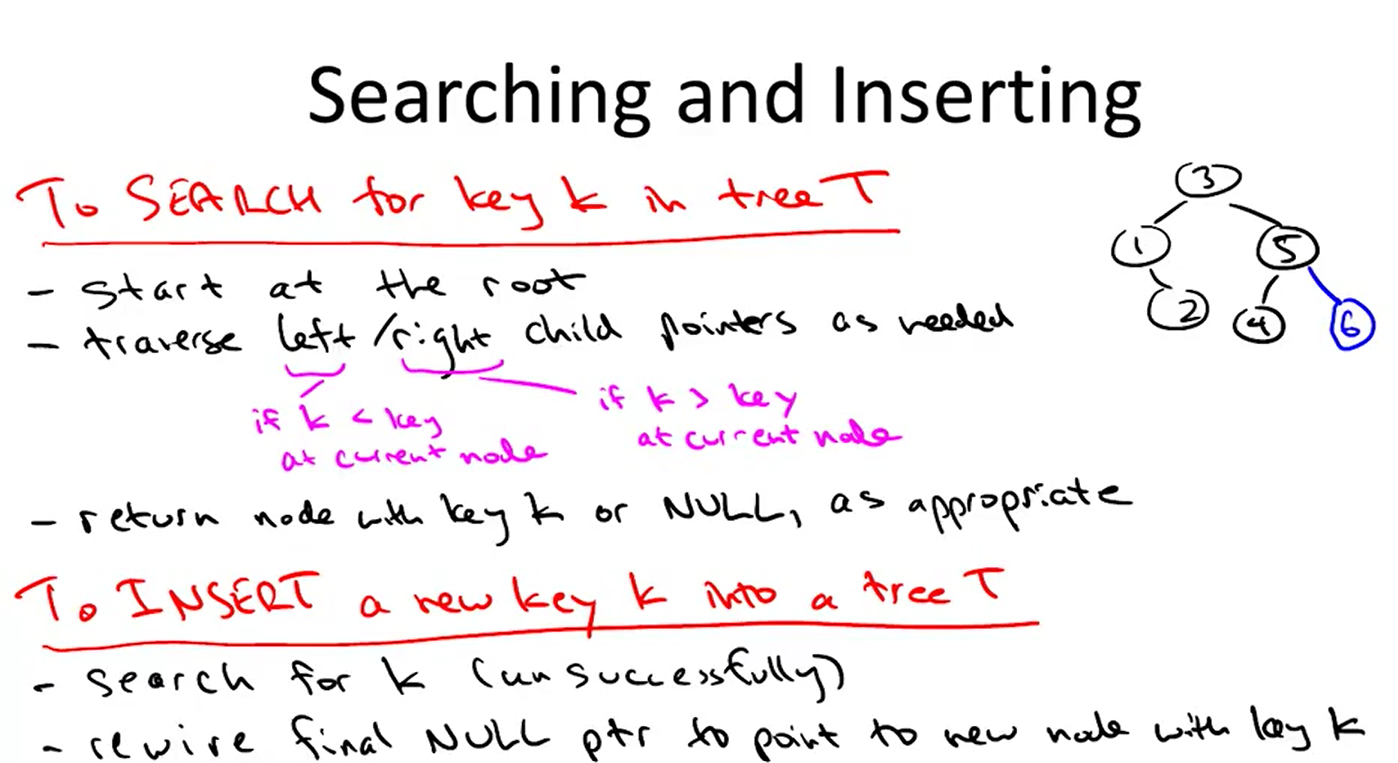 Searching and Inserting
To SEARCH for key k in tree T
- start at the root
- traverse left/right child pointers as needed
if k < key
at current node
if k > key
at current node
- return node with key k or NULL, as appropriate
To INSERT a new key k into a tree T
- search for k (unsuccessfully)
- rewire final NULL ptr to point to new node with key k
3
1 5
2 4 6